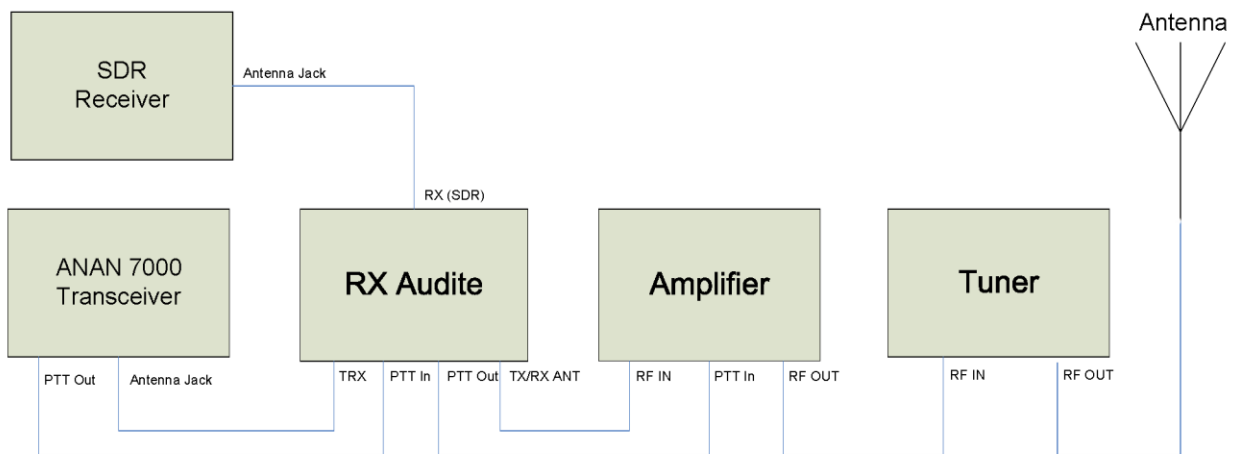 Antenna
SDR
Receiver
Antenna Jack
RX (SDR)
ANAN 7000
Transceiver
RX Audite
Amplifier
Tuner
PTT Out
Antenna Jack
TRX
PTT In
PTT Out
TX/RX ANT
RF IN
PTT In
RF OUT
RF IN
RF OUT